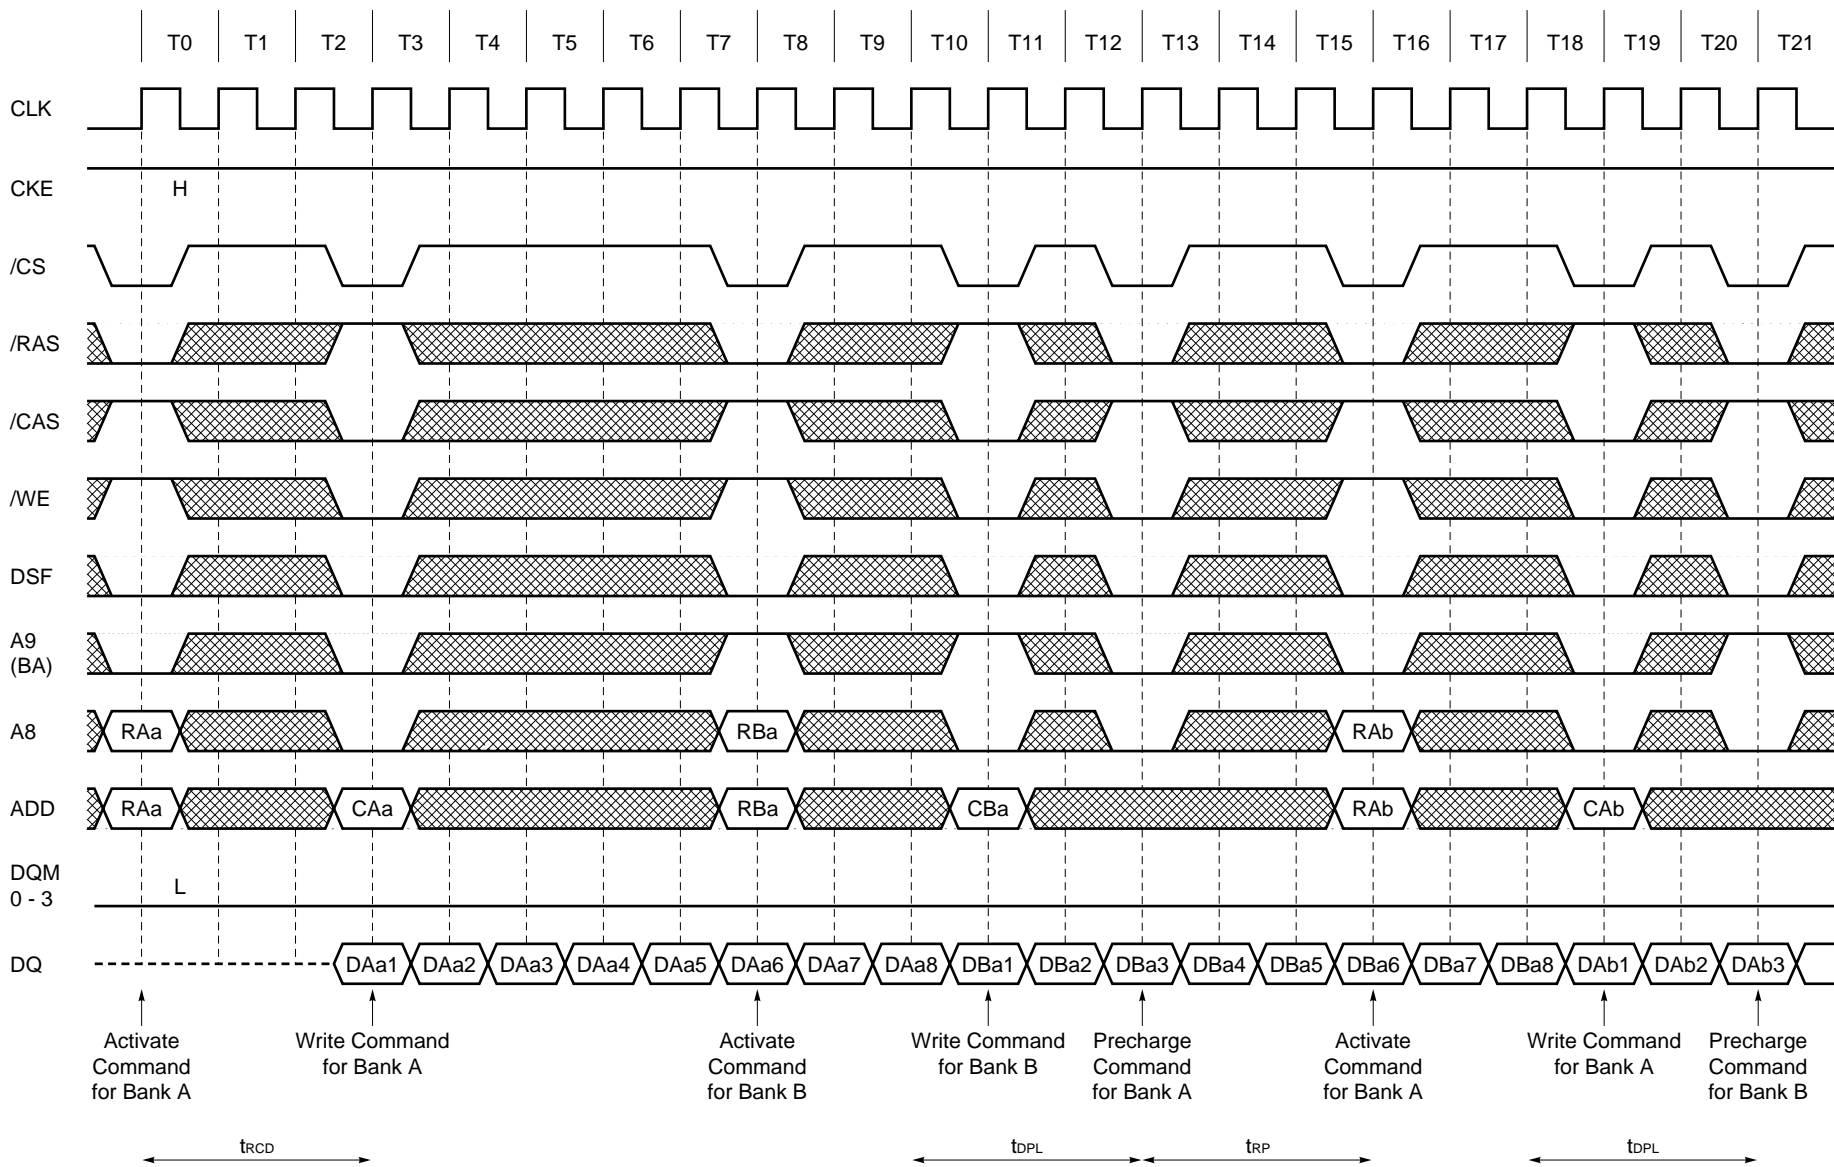 T0 T1 T2 T3 T4 T5 T6 T7 T8 T9 T10 T11 T12 T13 T14 T15 T16 T17 T18 T19 T20 T21
CLK
CKE H
/CS
/RAS
/CAS
/WE
DSF
A9
(BA)
A8 RAa RBa RAb
ADD RAa CAa RBa CBa RAb CAb
DQM
0 - 3 L
DQ DAa1 DAa2 DAa3 DAa4 DAa5 DAa6 DAa7 DAa8 DBa1 DBa2 DBa3 DBa4 DBa5 DBa6 DBa7 DBa8 DAb1 DAb2 DAb3
Activate
Command
for Bank A
Write Command
for Bank A
Activate
Command
for Bank B
Write Command
for Bank B
Precharge
Command
for Bank A
Activate
Command
for Bank A
Write Command
for Bank A
Precharge
Command
for Bank B
tRCD tDPL tRP tDPL